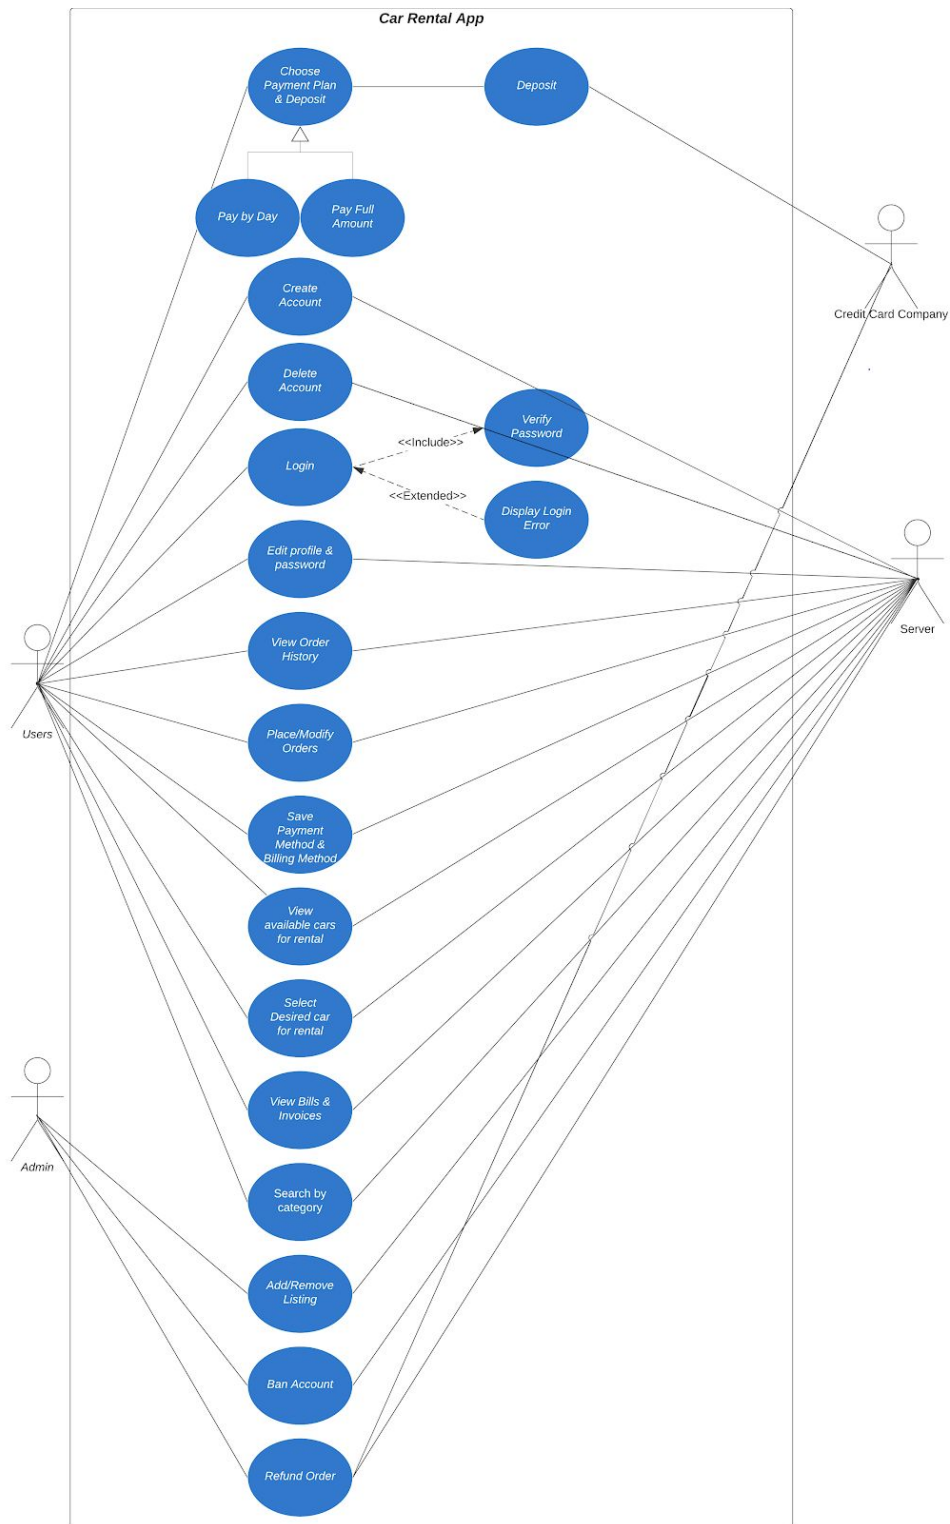 Car Rental App
Choose
Payment Plan
& Deposit
Deposit
Pay by Day
Pay Full
Amount
Create
Account
Credit Card Company
Delete
Account
Verify
Password
<<Include>>
Login
<<Extended>>
Display Login
Error
Edit profile &
password
Server
View Order
History
Users
Place/Modify
Orders
Save
Payment
Method &
Billing Method
View
available cars
for rental
Select
Desired car
for rental
View Bills &
Invoices
Admin
Search by
category
Add/Remove
Listing
Ban Account
Refund Order